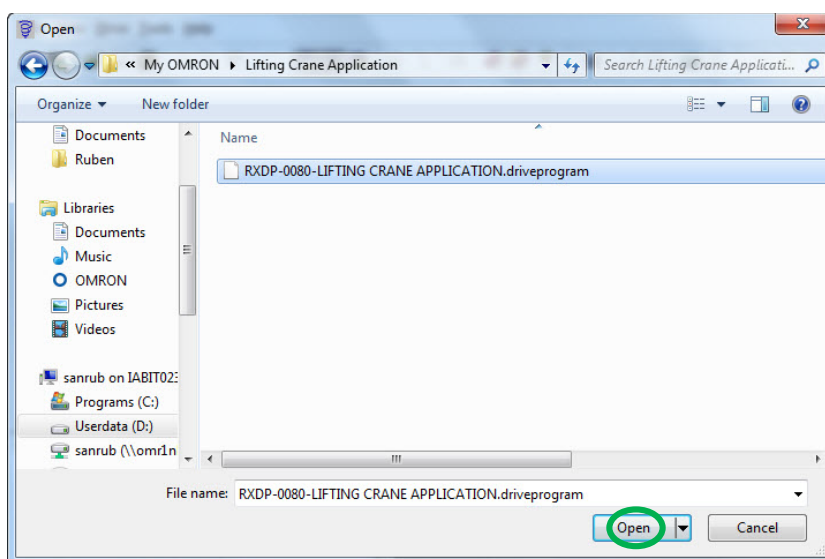 Open
« My OMRON ▸ Lifting Crane Application
Search Lifting Crane Applicati...
Organize
New folder
Documents
Ruben
Libraries
Documents
Music
OMRON
Pictures
Videos
sanrub on IABIT023
Programs (C:)
Userdata (D:)
sanrub (\\omr1n
Name
RXDP-0080-LIFTING CRANE APPLICATION.driveprogram
File name: RXDP-0080-LIFTING CRANE APPLICATION.driveprogram
Open
Cancel